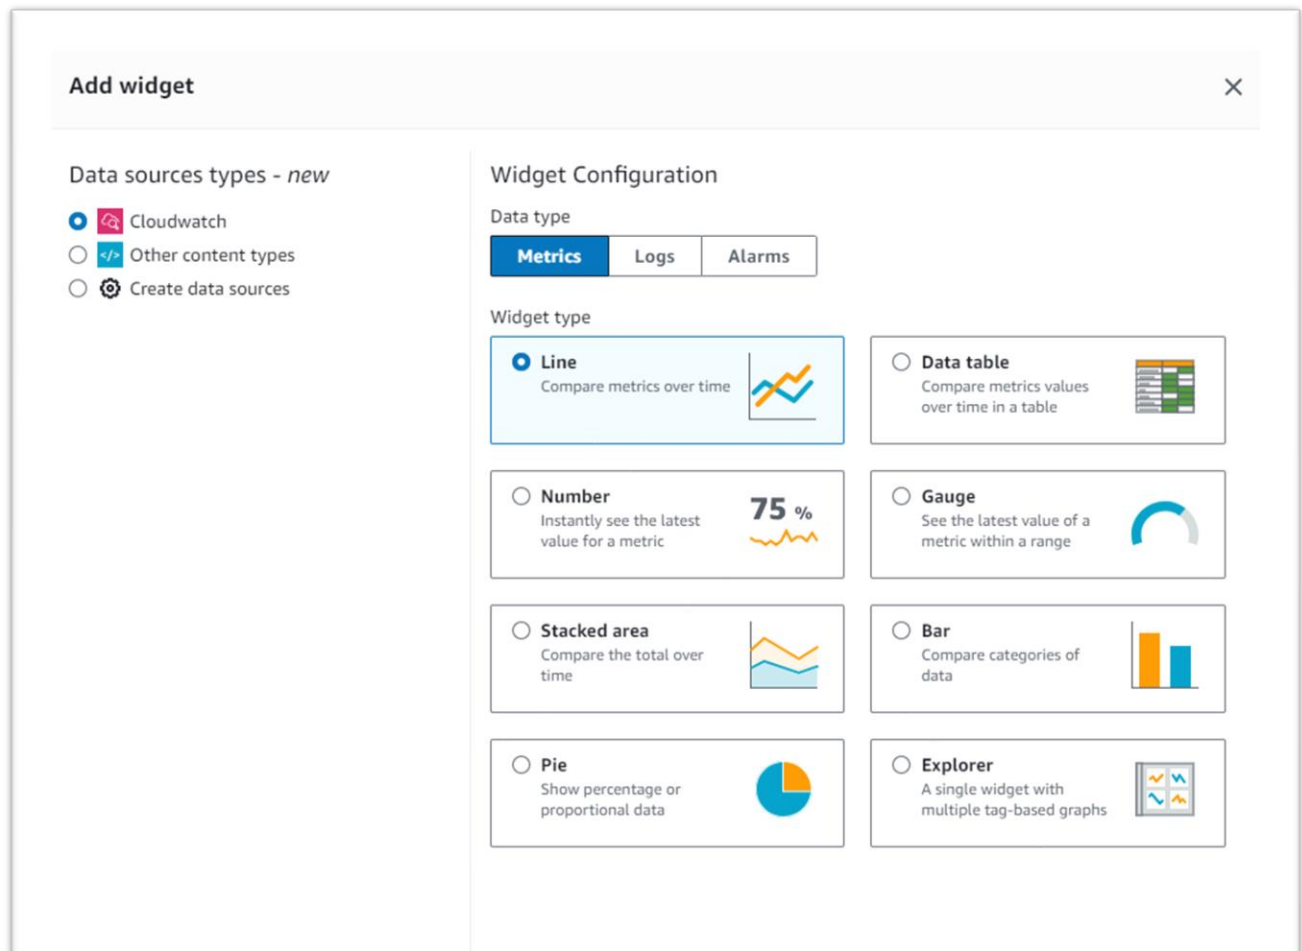 Add widget
Data sources types - new
Cloudwatch
Other content types
Create data sources
Widget Configuration
Data type
Metrics
Logs
Alarms
Widget type
Line
Compare metrics over time
Data table
Compare metrics values
over time in a table
Number
Instantly see the latest
value for a metric
75 %
Gauge
See the latest value of a
metric within a range
Stacked area
Compare the total over
time
Bar
Compare categories of
data
Pie
Show percentage or
proportional data
Explorer
A single widget with
multiple tag-based graphs